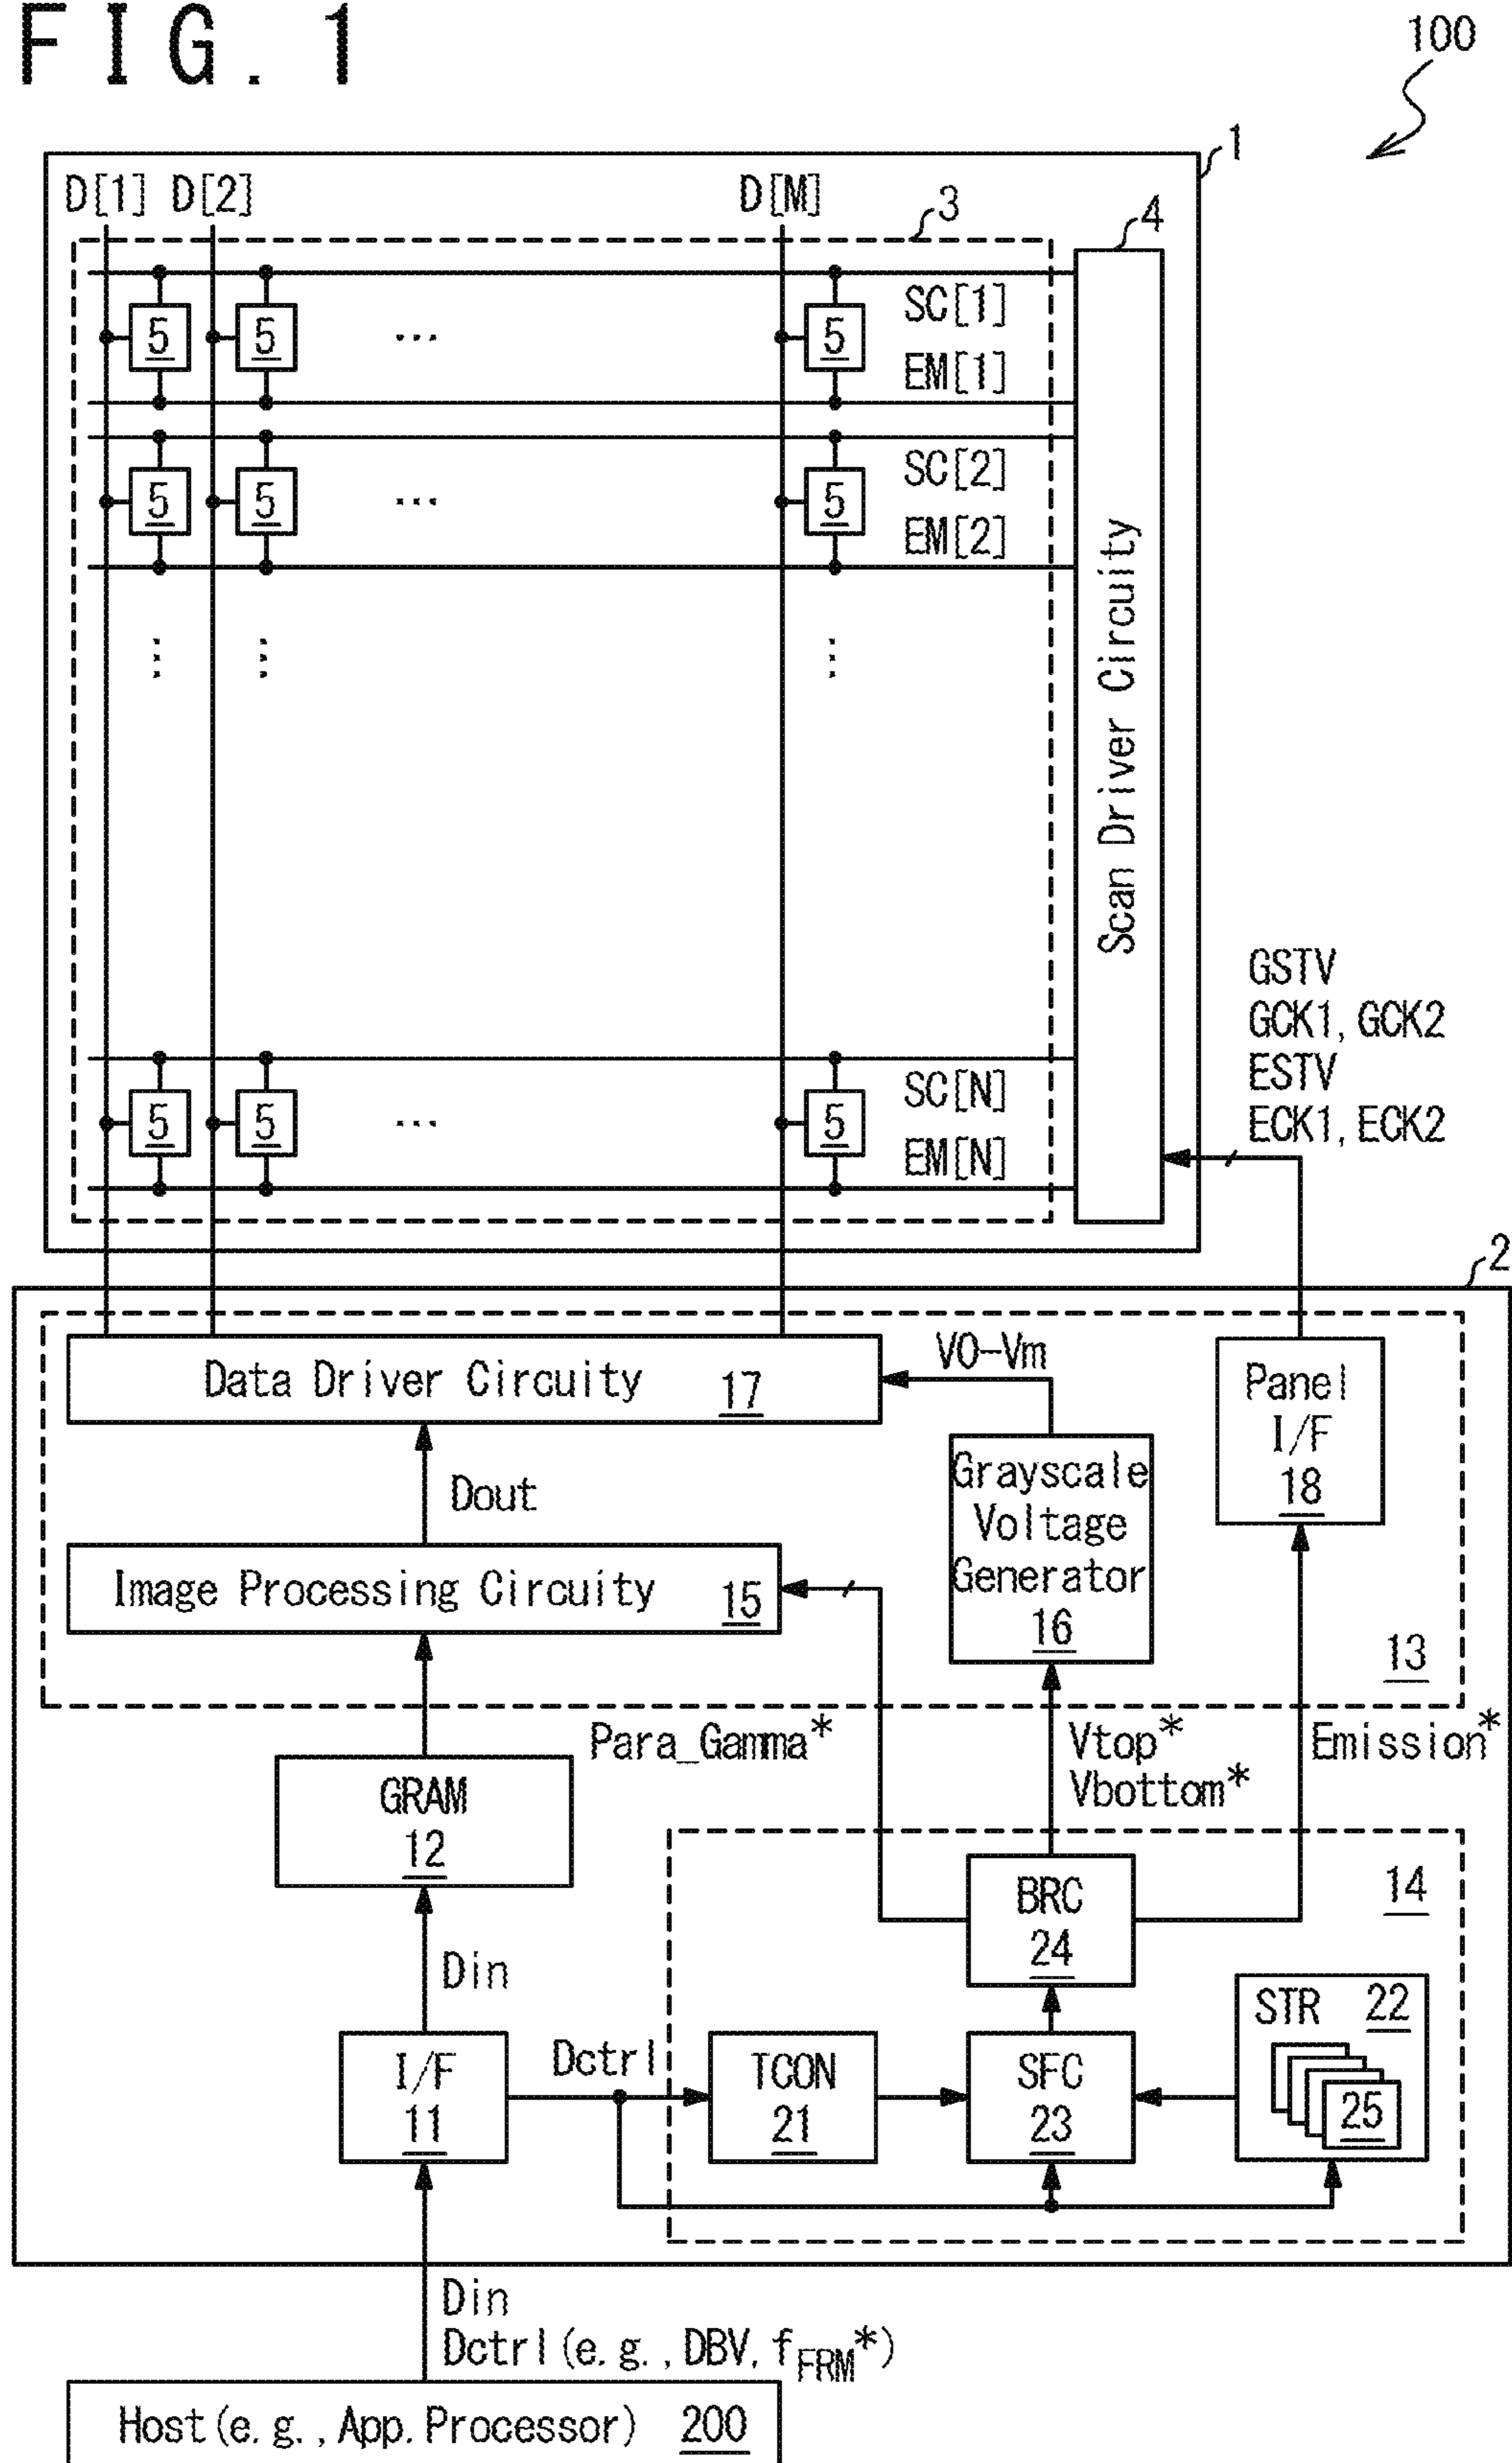 FIG. 1
100
1
D[1] D[2] D[M]
3
4
5 5 ... 5 SC[1]
EM[1]
5 5 ... 5 SC[2]
EM[2]
... ... ...
Scan Driver Circuity
GSTV
GCK1, GCK2
ESTV
ECK1, ECK2
5 5 ... 5 SC[N]
EM[N]
2
Data Driver Circuity 17
V0-Vm
Panel
I/F
18
Grayscale
Voltage
Generator
16
Dout
Image Processing Circuity 15
13
Para_Gamma*
Vtop*
Vbottom*
Emission*
GRAM
12
14
BRC
24
Din
STR 22
25
I/F
11
Dctrl
TCON
21
SFC
23
Din
Dctrl(e.g.,DBV, fFRM*)
Host(e.g.,App.Processor) 200